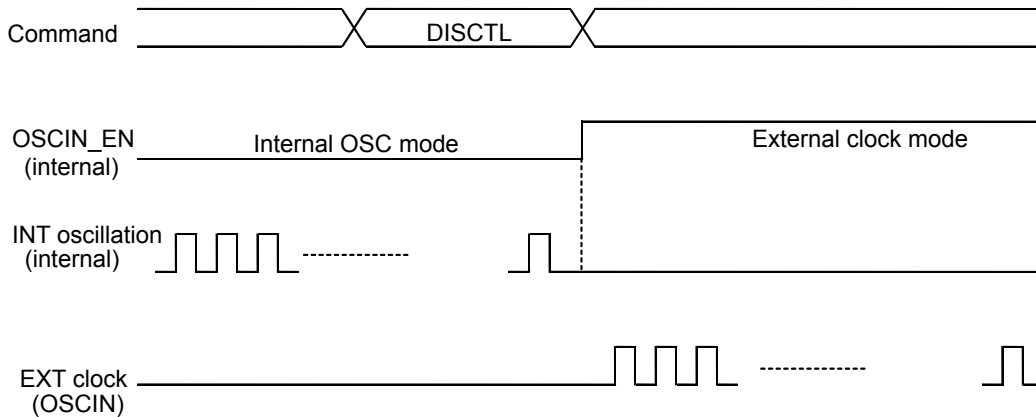 Command
DISCTL
OSCIN_EN
(internal)
Internal OSC mode
External clock mode
INT oscillation
(internal)
EXT clock
(OSCIN)